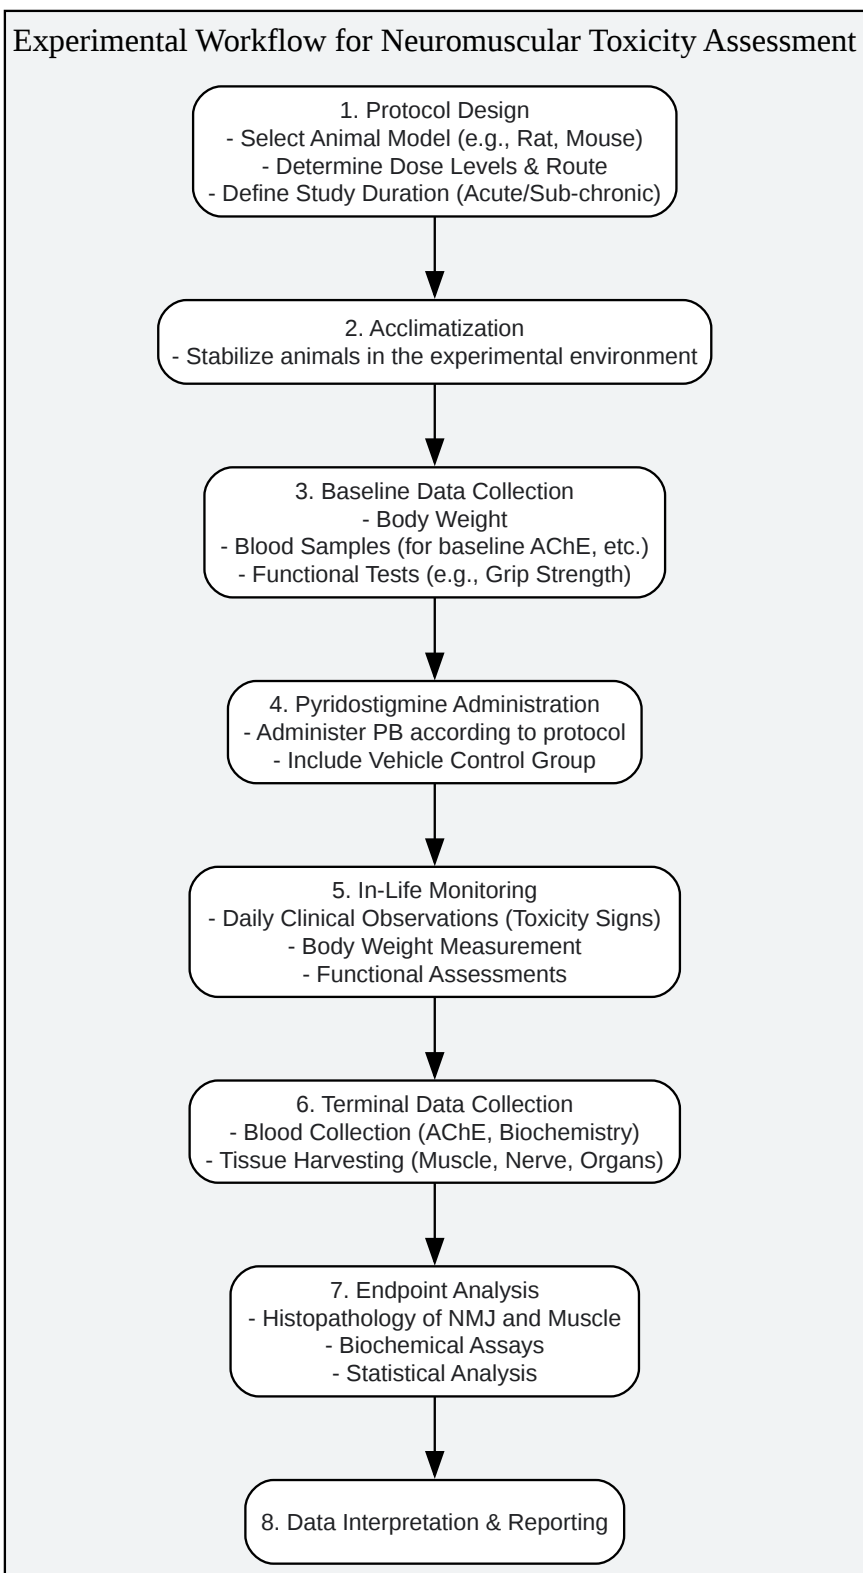 Experimental Workflow for Neuromuscular Toxicity Assessment
1. Protocol Design
- Select Animal Model (e.g., Rat, Mouse)
- Determine Dose Levels & Route
- Define Study Duration (Acute/Sub-chronic)
2. Acclimatization
- Stabilize animals in the experimental environment
3. Baseline Data Collection
- Body Weight
- Blood Samples (for baseline AChE, etc.)
- Functional Tests (e.g., Grip Strength)
4. Pyridostigmine Administration
- Administer PB according to protocol
- Include Vehicle Control Group
5. In-Life Monitoring
- Daily Clinical Observations (Toxicity Signs)
- Body Weight Measurement
- Functional Assessments
6. Terminal Data Collection
- Blood Collection (AChE, Biochemistry)
- Tissue Harvesting (Muscle, Nerve, Organs)
7. Endpoint Analysis
- Histopathology of NMJ and Muscle
- Biochemical Assays
- Statistical Analysis
8. Data Interpretation & Reporting